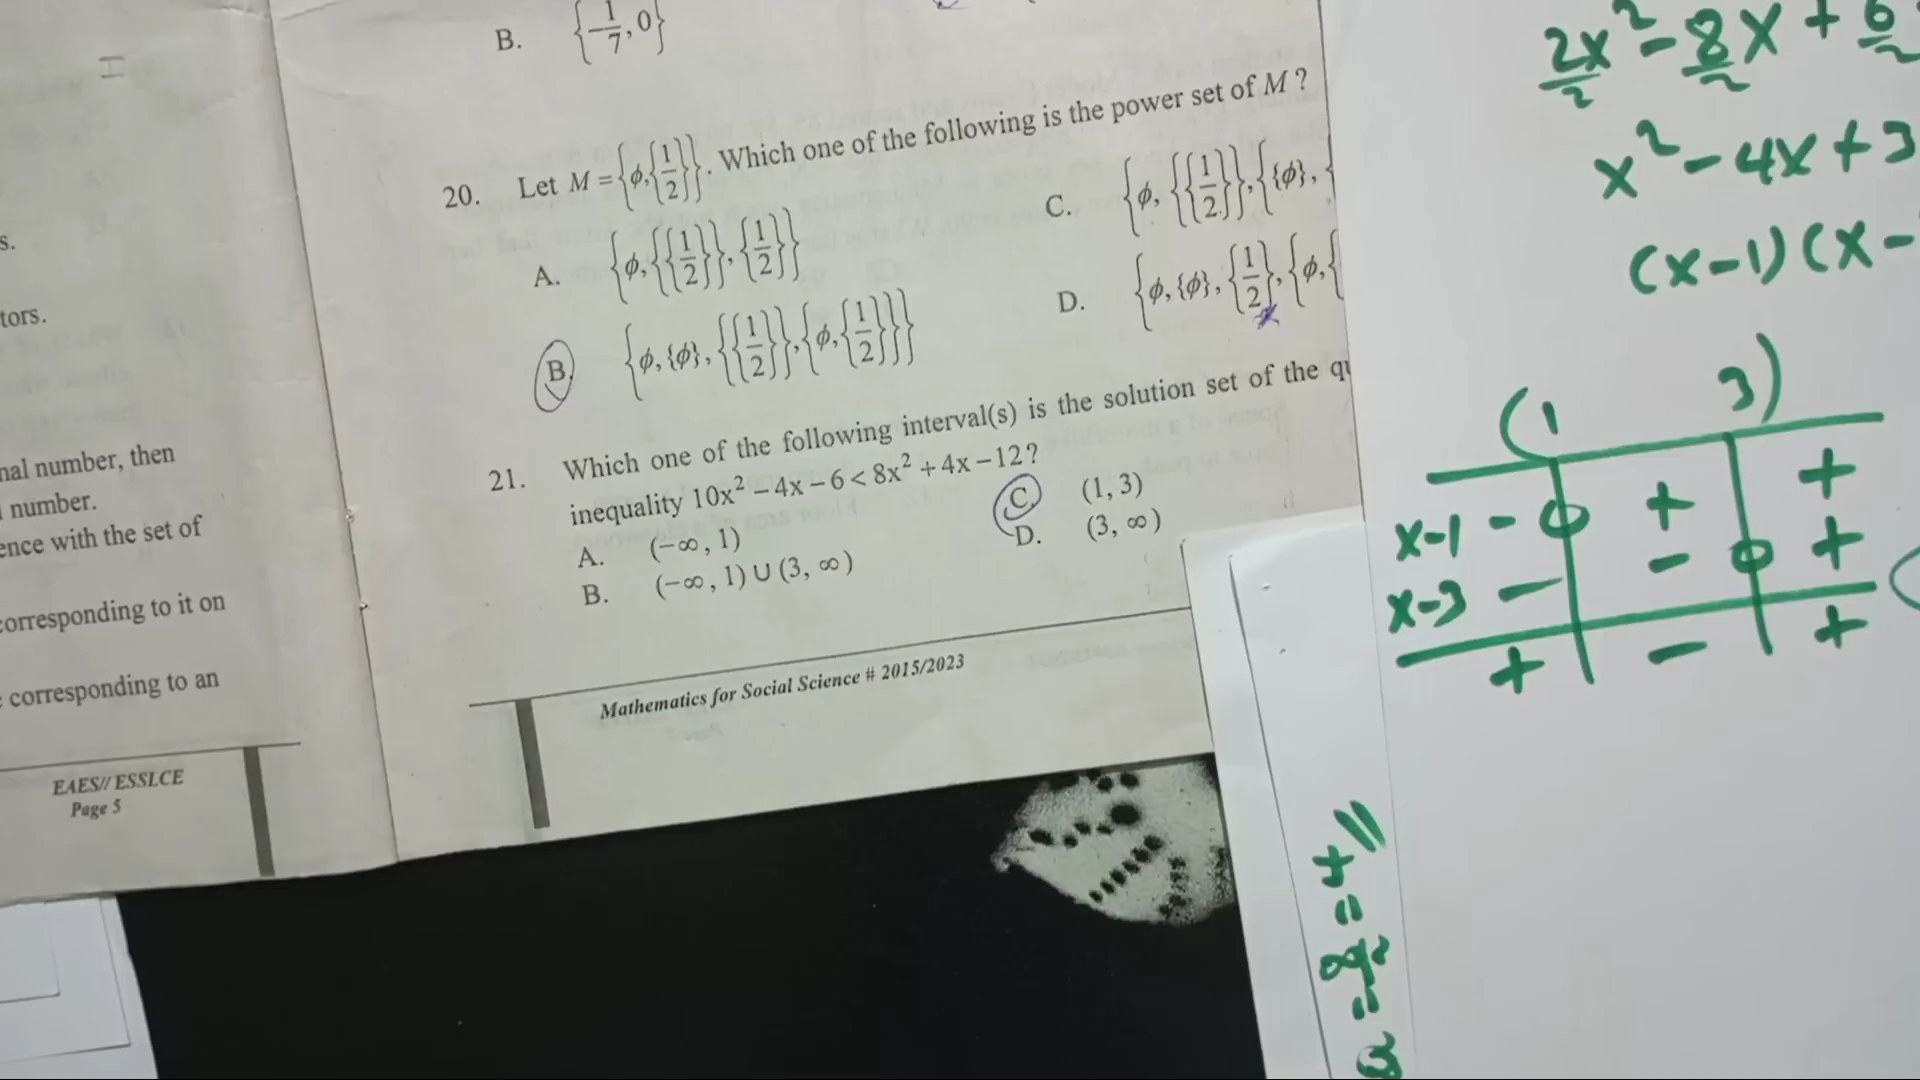 s.
tors.
nal number, then
number.
ence with the set of
corresponding to it on
corresponding to an
EAES// ESSLCE
Page 5
B. {-1/7, 0}
20. Let M = {ϕ, {1/2}}. Which one of the following is the power set of M ?
A. {ϕ, {{1/2}}, {1/2}}
B. {ϕ, {ϕ}, {{1/2}}, {ϕ, {1/2}}}
C. {ϕ, {{1/2}}, {{ϕ}, {
D. {ϕ, {ϕ}, {1/2}, {ϕ, {
21. Which one of the following interval(s) is the solution set of the qu
inequality 10x² – 4x – 6 < 8x² + 4x – 12?
A. (–∞, 1)
B. (–∞, 1) ∪ (3, ∞)
C. (1, 3)
D. (3, ∞)
Mathematics for Social Science # 2015/2023
2x²/2 - 8x/2 + 6/2
x² - 4x + 3
(x-1)(x-
(1 3)
x-1 - 0 + +
x-3 - - 0 +
+ - +